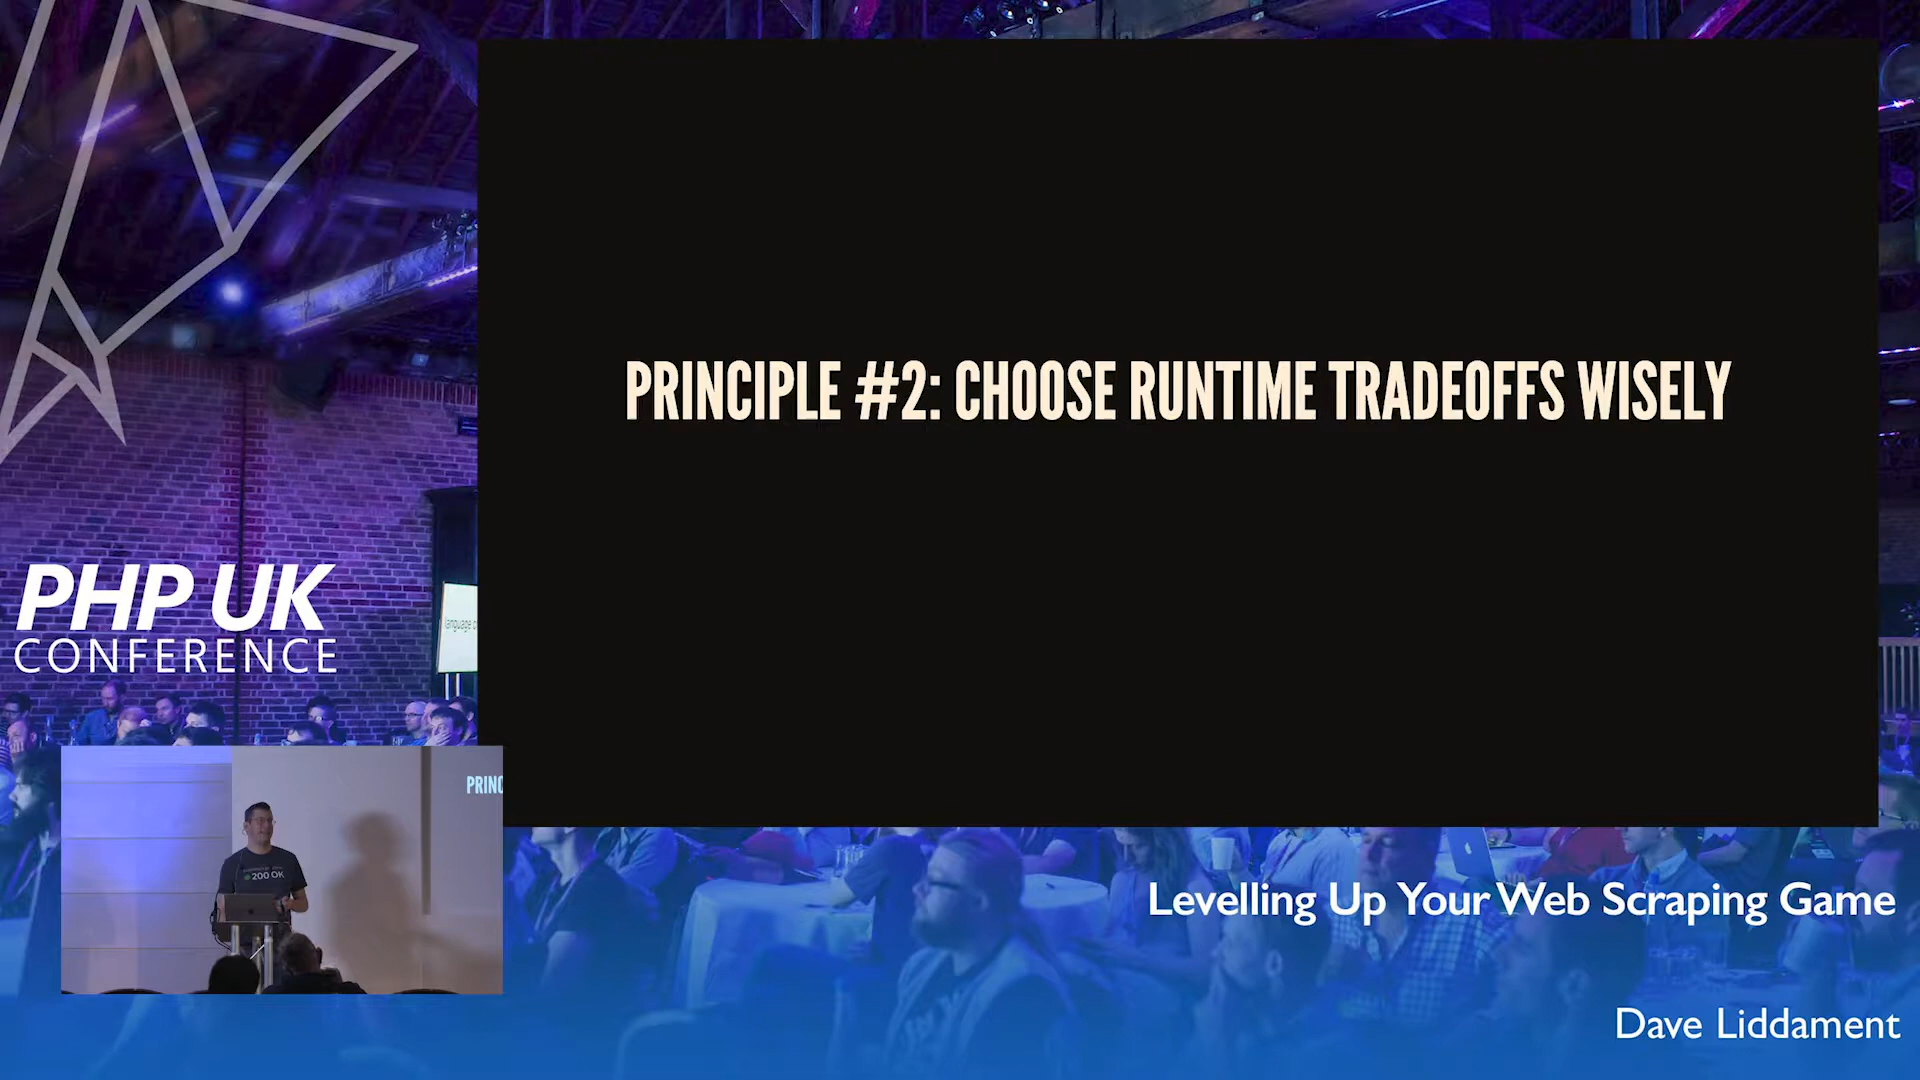 PRINCIPLE #2: CHOOSE RUNTIME TRADEOFFS WISELY
PHP UK
CONFERENCE
language
PRINC
200 OK
Levelling Up Your Web Scraping Game
Dave Liddament